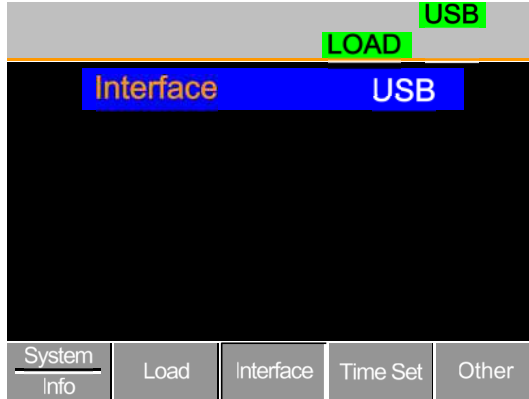 USB
LOAD
Interface USB
System
Info
Load
Interface
Time Set
Other